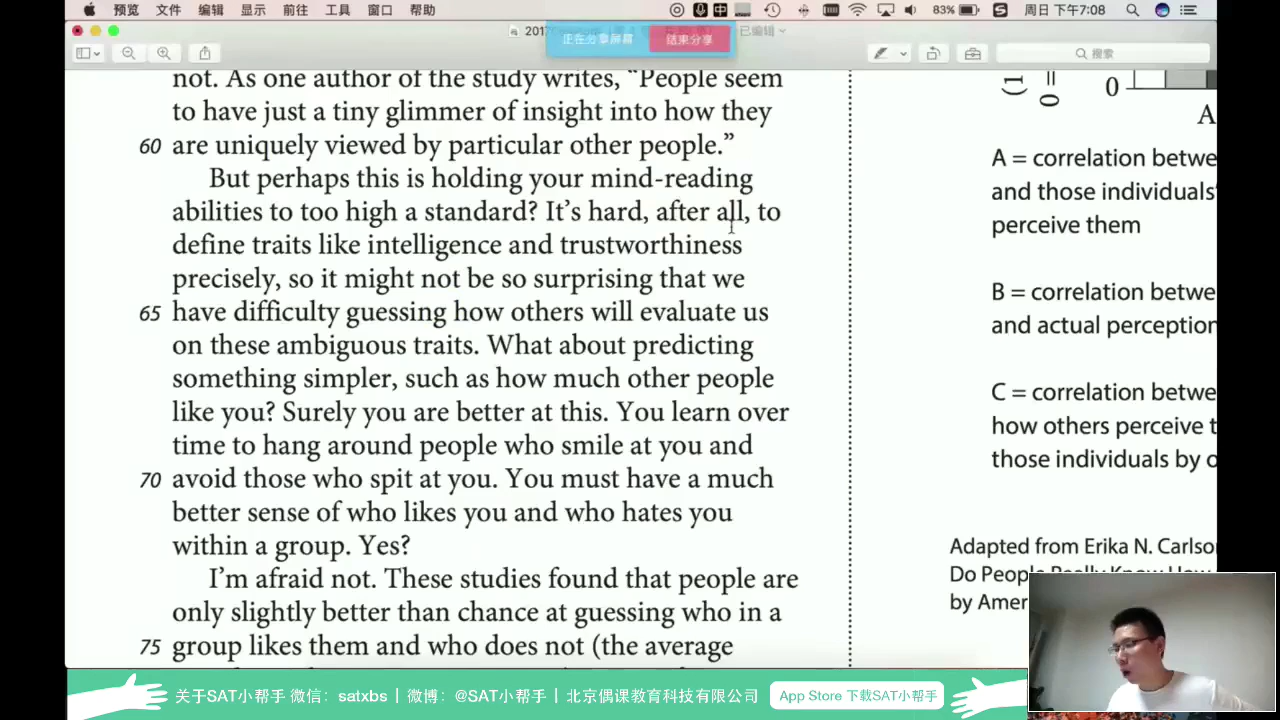 预览 文件 编辑 显示 前往 工具 窗口 帮助
中 83% 周日 下午7:08
2017 已编辑
正在分享屏幕 结束分享
搜索
not. As one author of the study writes, “People seem
to have just a tiny glimmer of insight into how they
60 are uniquely viewed by particular other people.”
But perhaps this is holding your mind-reading
abilities to too high a standard? It’s hard, after all, to
define traits like intelligence and trustworthiness
precisely, so it might not be so surprising that we
65 have difficulty guessing how others will evaluate us
on these ambiguous traits. What about predicting
something simpler, such as how much other people
like you? Surely you are better at this. You learn over
time to hang around people who smile at you and
70 avoid those who spit at you. You must have a much
better sense of who likes you and who hates you
within a group. Yes?
I’m afraid not. These studies found that people are
only slightly better than chance at guessing who in a
75 group likes them and who does not (the average
0
A
A = correlation betwe
and those individuals’
perceive them
B = correlation betwe
and actual perception
C = correlation betwe
how others perceive t
those individuals by o
Adapted from Erika N. Carlso
Do People Really Know How
by Amer
关于SAT小帮手 微信：satxbs | 微博：@SAT小帮手 | 北京偶课教育科技有限公司
App Store 下载SAT小帮手